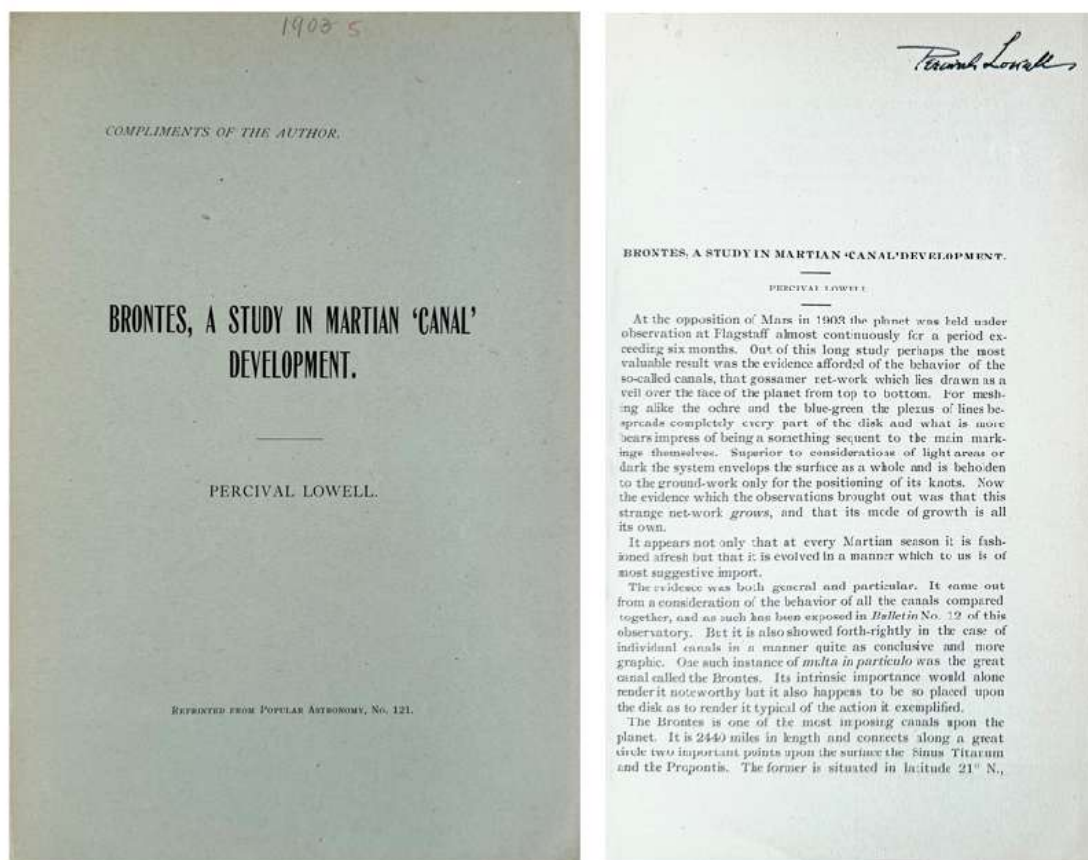 1903 5
COMPLIMENTS OF THE AUTHOR.
BRONTES, A STUDY IN MARTIAN ‘CANAL’
DEVELOPMENT.
PERCIVAL LOWELL.
REPRINTED FROM POPULAR ASTRONOMY, No. 121.
Percival Lowell
BRONTES, A STUDY IN MARTIAN ‘CANAL’ DEVELOPMENT.
PERCIVAL LOWELL
At the opposition of Mars in 1903 the planet was held under
observation at Flagstaff almost continuously for a period ex-
ceeding six months. Out of this long study perhaps the most
valuable result was the evidence afforded of the behavior of the
so-called canals, that gossamer net-work which lies drawn as a
veil over the face of the planet from top to bottom. For mesh-
ing alike the ochre and the blue-green the plexus of lines be-
spreads completely every part of the disk and what is more
bears impress of being a something sequent to the main mark-
ings themselves. Superior to considerations of light areas or
dark the system envelops the surface as a whole and is beholden
to the ground-work only for the positioning of its knots. Now
the evidence which the observations brought out was that this
strange net-work grows, and that its mode of growth is all
its own.
It appears not only that at every Martian season it is fash-
ioned afresh but that it is evolved in a manner which to us is of
most suggestive import.
The evidence was both general and particular. It came out
from a consideration of the behavior of all the canals compared
together, and as such has been exposed in Bulletin No. 12 of this
observatory. But it is also showed forth-rightly in the case of
individual canals in a manner quite as conclusive and more
graphic. One such instance of multa in particulo was the great
canal called the Brontes. Its intrinsic importance would alone
render it noteworthy but it also happens to be so placed upon
the disk as to render it typical of the action it exemplified.
The Brontes is one of the most imposing canals upon the
planet. It is 2440 miles in length and connects along a great
circle two important points upon the surface the Sinus Titanum
and the Propontis. The former is situated in latitude 21° N.,